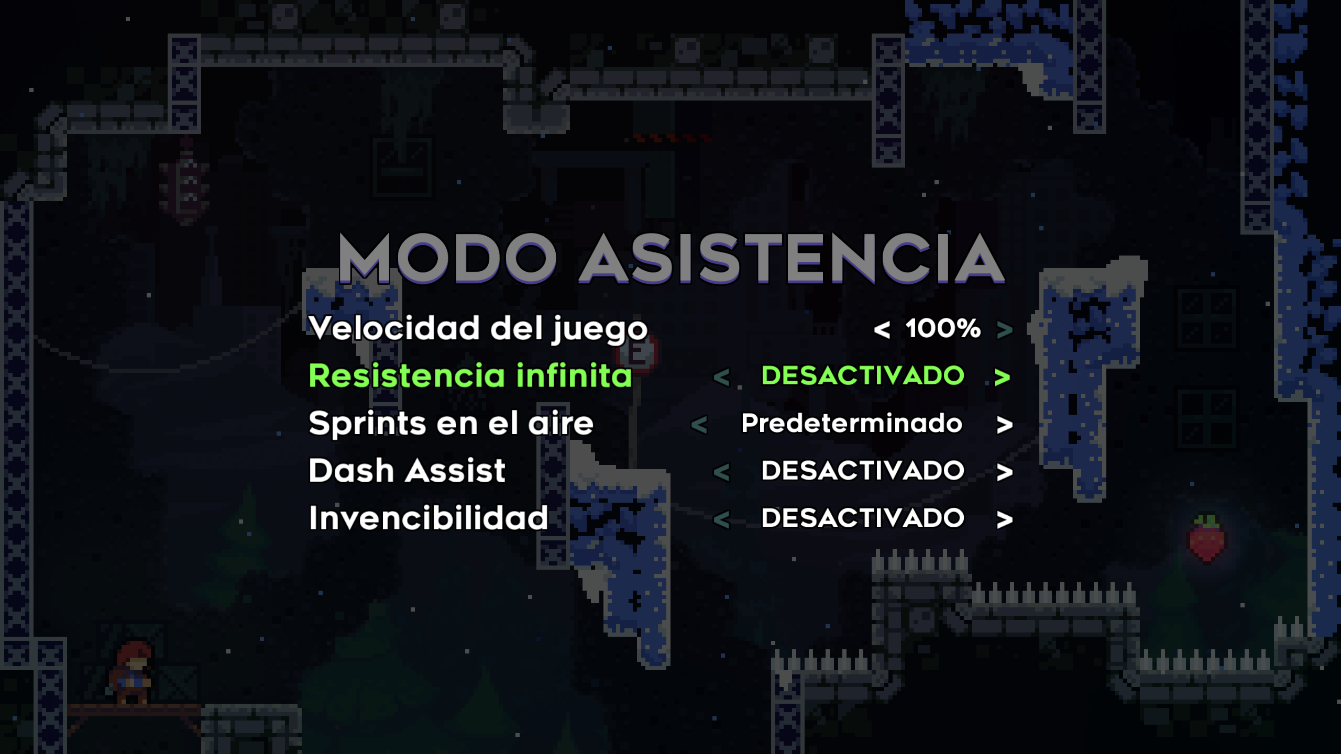 MODO ASISTENCIA
Velocidad del juego < 100% >
Resistencia infinita < DESACTIVADO >
Sprints en el aire < Predeterminado >
Dash Assist < DESACTIVADO >
Invencibilidad < DESACTIVADO >